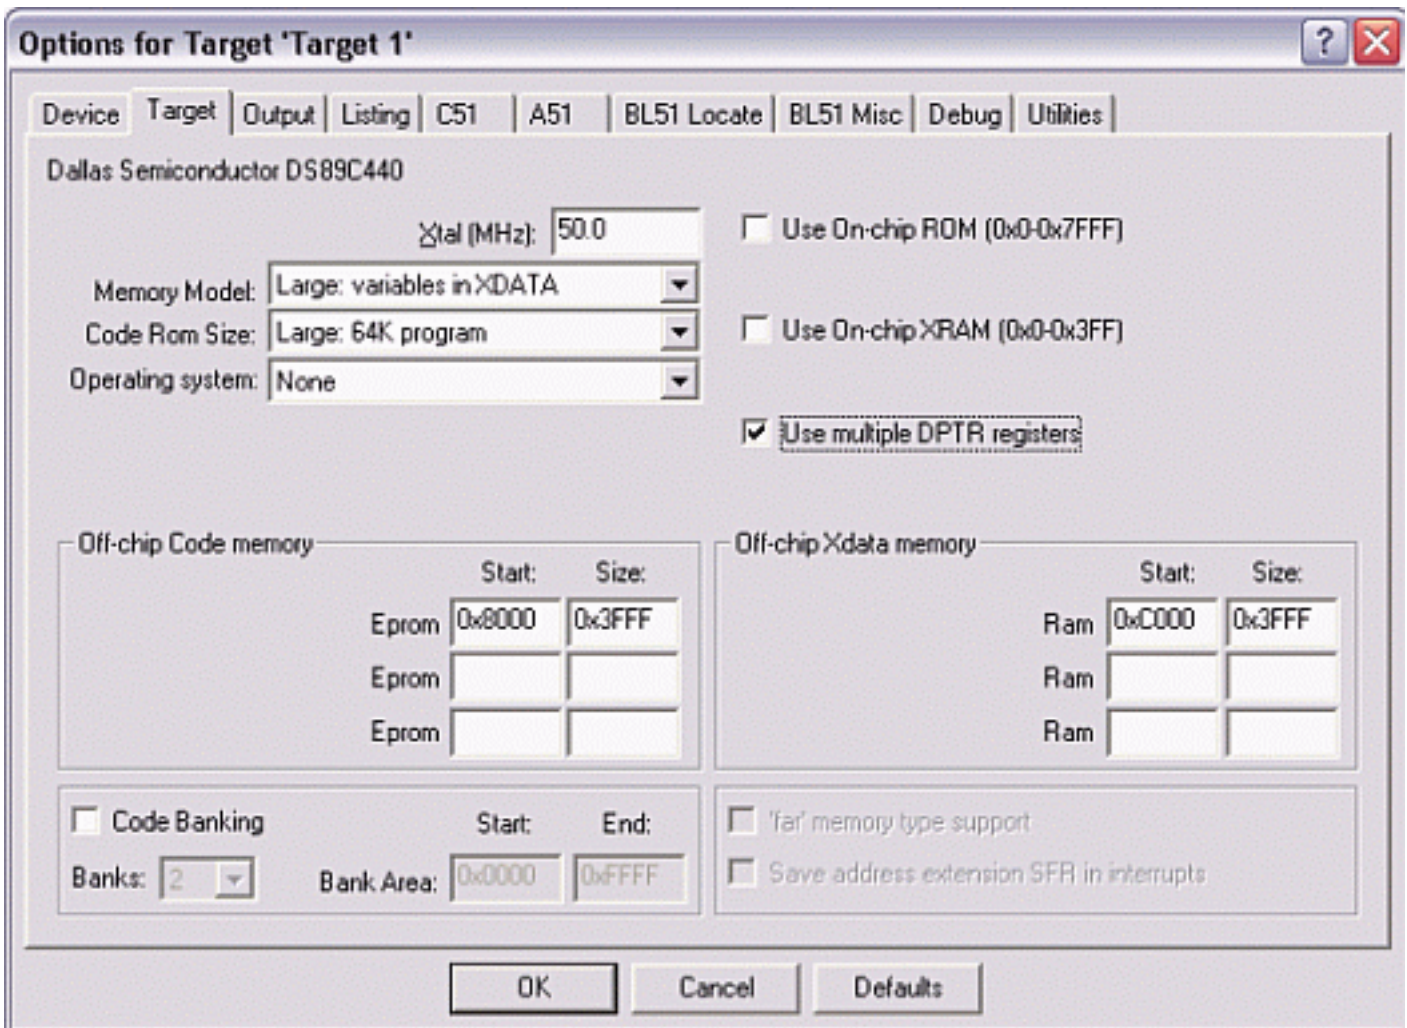 Options for Target 'Target 1'
Device Target Output Listing C51 A51 BL51 Locate BL51 Misc Debug Utilities
Dallas Semiconductor DS89C440
Xtal (MHz): 50.0
Use On-chip ROM (0x0-0x7FFF)
Memory Model: Large: variables in XDATA
Code Rom Size: Large: 64K program
Use On-chip XRAM (0x0-0x3FF)
Operating system: None
Use multiple DPTR registers
Off-chip Code memory
Start: Size:
Eprom 0x8000 0x3FFF
Eprom
Eprom
Off-chip Xdata memory
Start: Size:
Ram 0xC000 0x3FFF
Ram
Ram
Code Banking Start: End:
Banks: 2 Bank Area: 0x0000 0xFFFF
'far' memory type support
Save address extension SFR in interrupts
OK Cancel Defaults